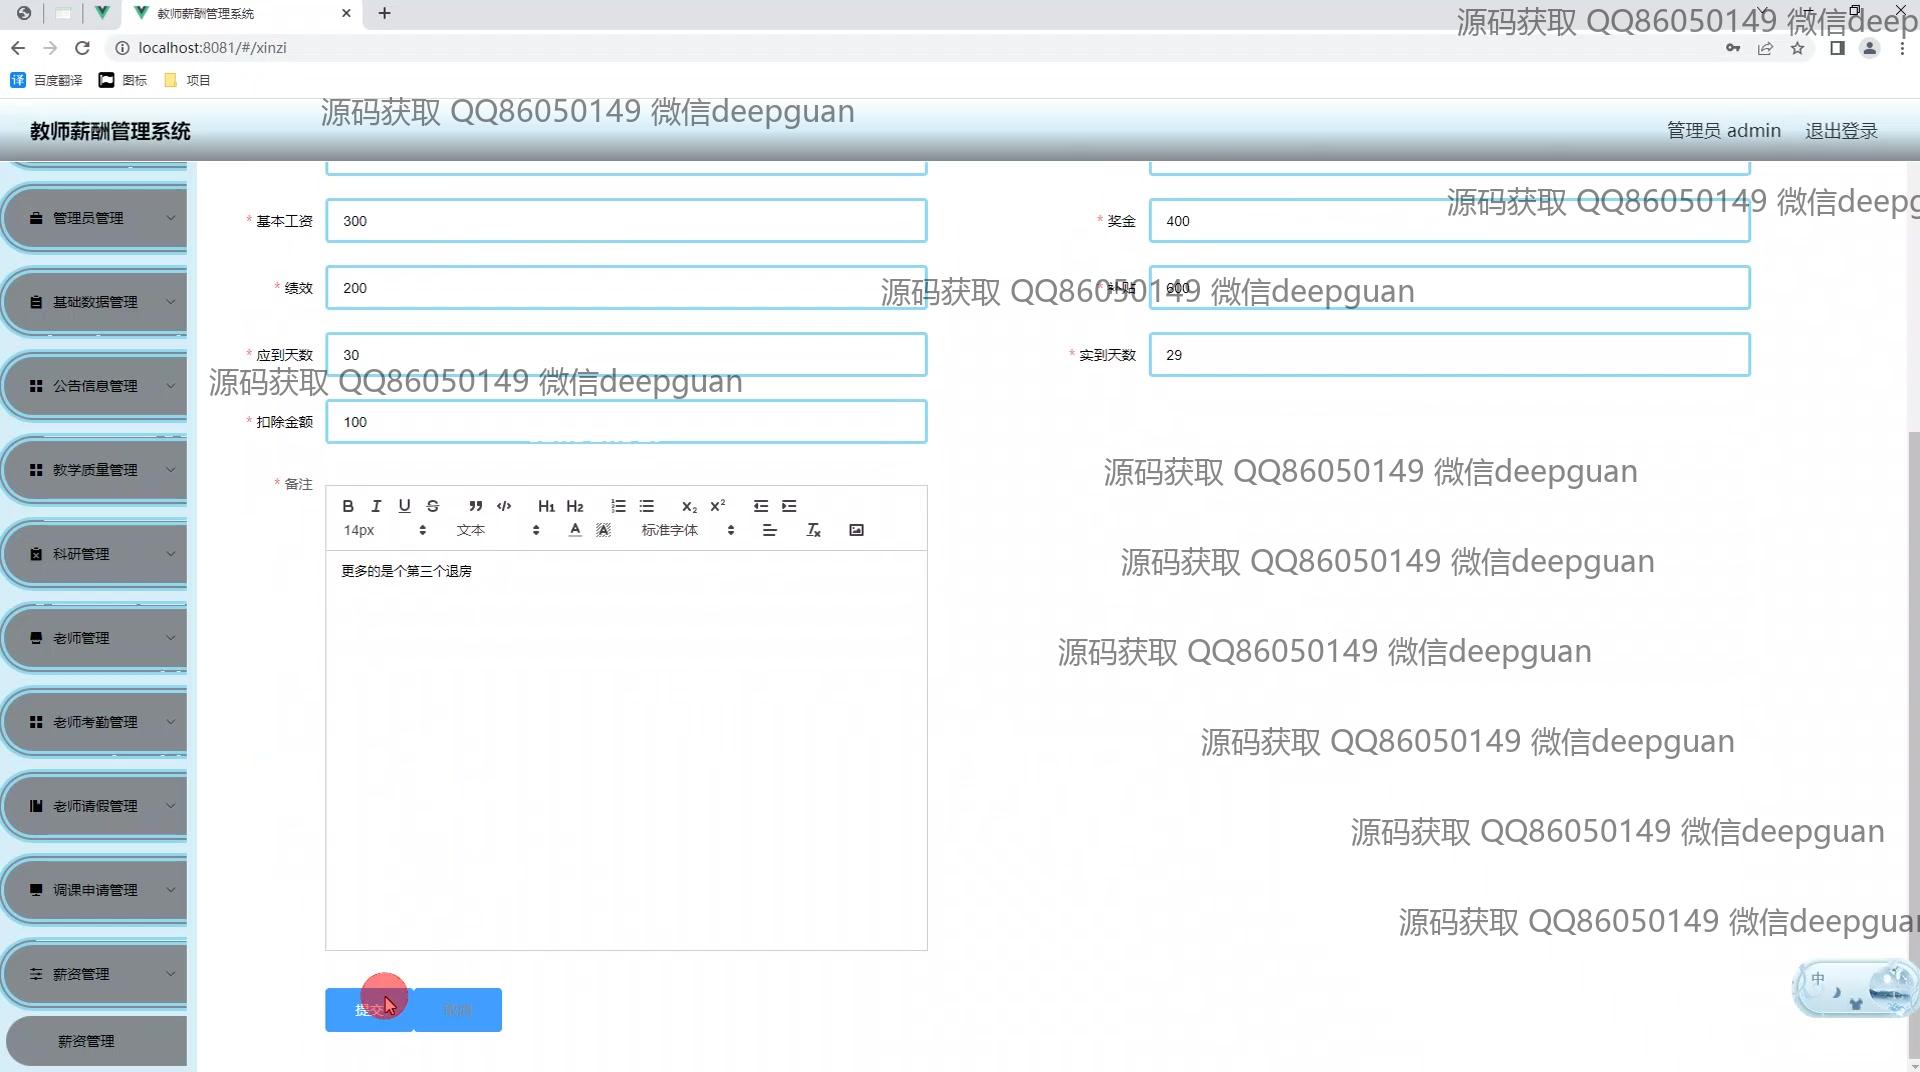 教师薪酬管理系统
源码获取 QQ86050149 微信deep
localhost:8081/#/xinzi
百度翻译 图标 项目
源码获取 QQ86050149 微信deepguan
教师薪酬管理系统
管理员 admin 退出登录
管理员管理
源码获取 QQ86050149 微信deepg
* 基本工资 300
* 奖金 400
基础数据管理
* 绩效 200
* 补贴 600
源码获取 QQ86050149 微信deepguan
* 应到天数 30
* 实到天数 29
公告信息管理
源码获取 QQ86050149 微信deepguan
* 扣除金额 100
教学质量管理
源码获取 QQ86050149 微信deepguan
* 备注
B I U S ” </> H1 H2 x₂ x²
14px 文本 A A 标准字体 Tx
科研管理
源码获取 QQ86050149 微信deepguan
更多的是个第三个退房
老师管理
源码获取 QQ86050149 微信deepguan
老师考勤管理
源码获取 QQ86050149 微信deepguan
老师请假管理
源码获取 QQ86050149 微信deepguan
调课申请管理
源码获取 QQ86050149 微信deepguan
薪资管理
中
提交 取消
薪资管理